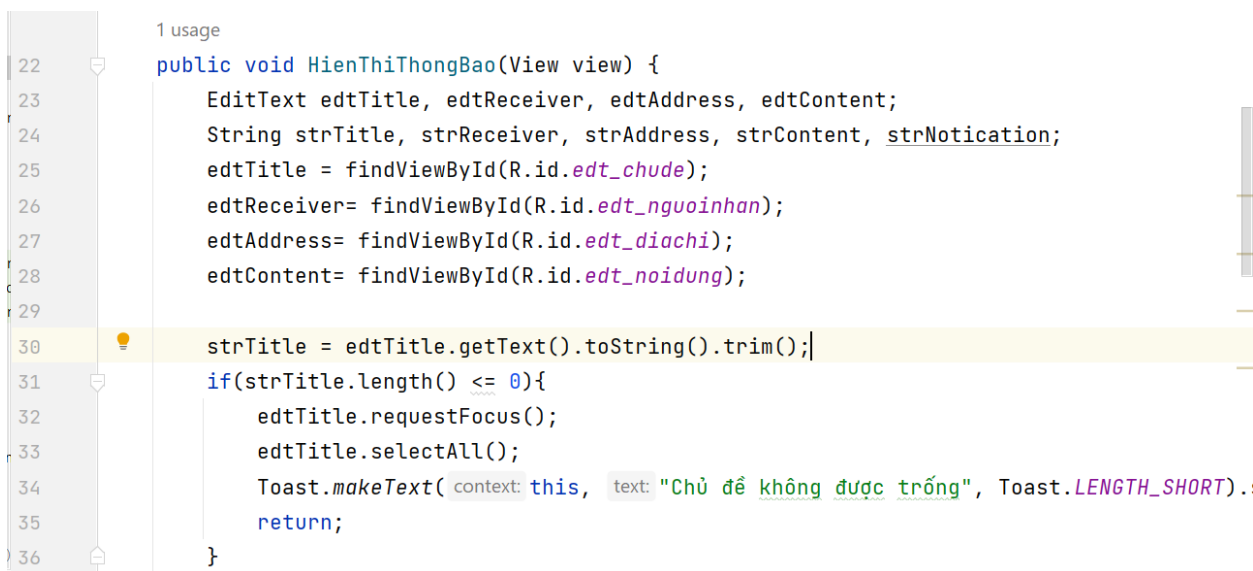 1 usage
22 public void HienThiThongBao(View view) {
23 EditText edtTitle, edtReceiver, edtAddress, edtContent;
24 String strTitle, strReceiver, strAddress, strContent, strNotication;
25 edtTitle = findViewById(R.id.edt_chude);
26 edtReceiver= findViewById(R.id.edt_nguoinhan);
27 edtAddress= findViewById(R.id.edt_diachi);
28 edtContent= findViewById(R.id.edt_noidung);
29
30 strTitle = edtTitle.getText().toString().trim();
31 if(strTitle.length() <= 0){
32 edtTitle.requestFocus();
33 edtTitle.selectAll();
34 Toast.makeText( context: this, text: "Chủ đề không được trống", Toast.LENGTH_SHORT).
35 return;
36 }